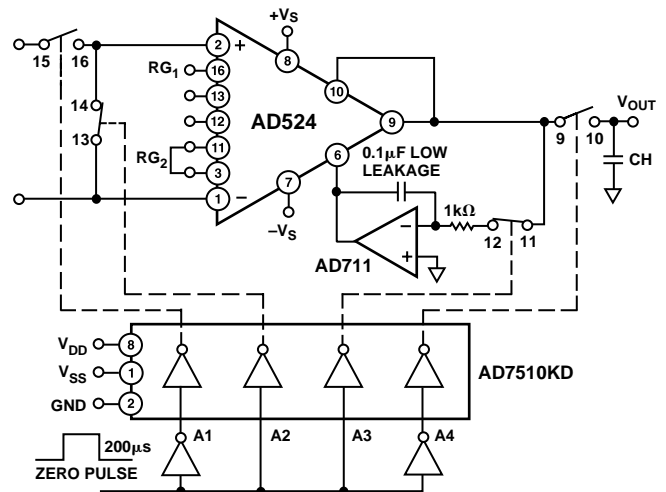 +VS
15 16
2 + 8
RG1 16
10 VOUT
14 13
12 AD524 9 9 10
13 11 0.1µF LOW
RG2 6 LEAKAGE CH
3
1 – 7 1kΩ
–VS – 12 11
+
AD711
VDD 8
VSS 1 AD7510KD
GND 2
A1 A2 A3 A4
200µs
ZERO PULSE